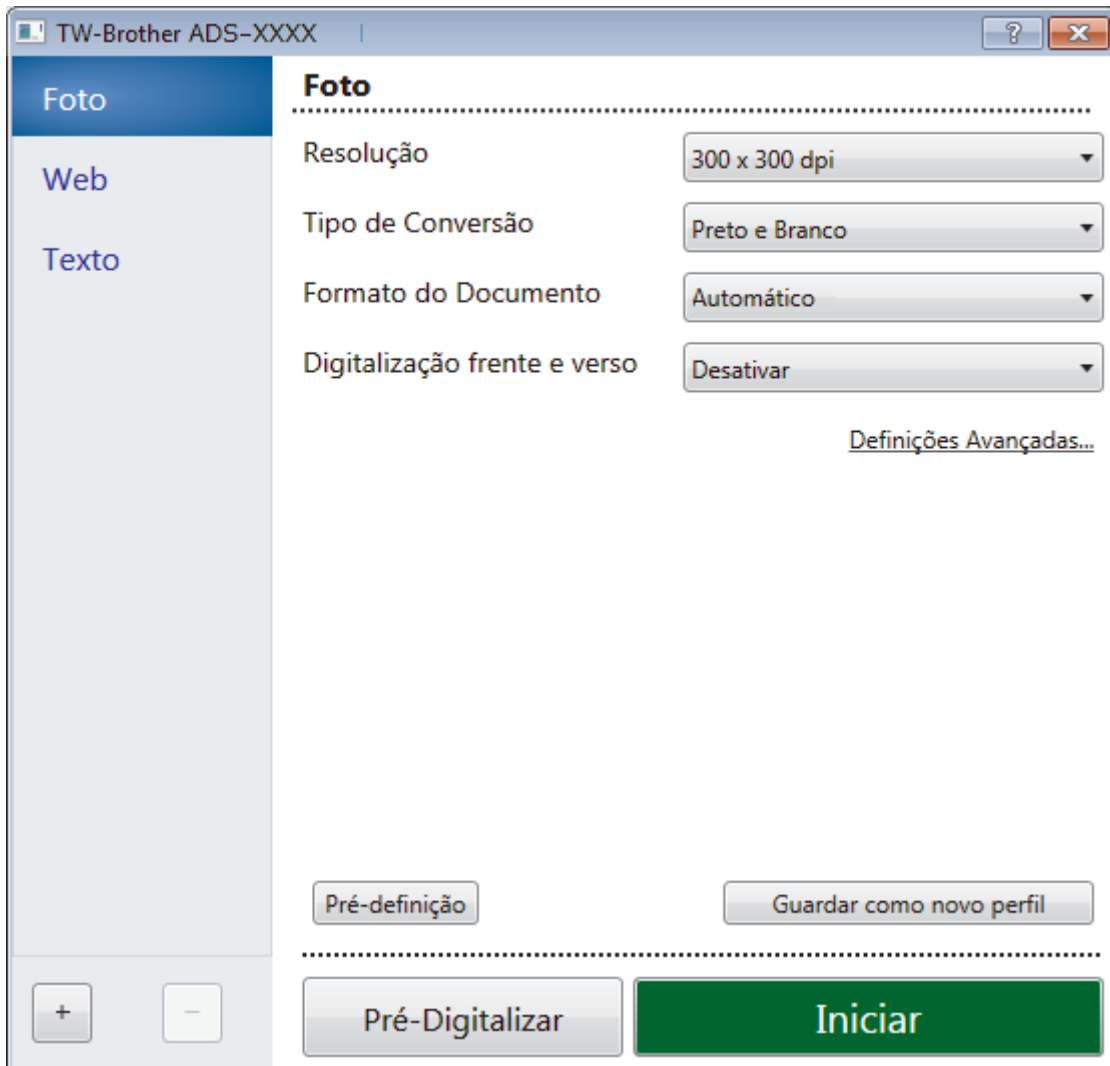 TW-Brother ADS-XXXX
?
Foto
Web
Texto
Foto
Resolução
300 x 300 dpi
Tipo de Conversão
Preto e Branco
Formato do Documento
Automático
Digitalização frente e verso
Desativar
Definições Avançadas...
Pré-definição
Guardar como novo perfil
+
−
Pré-Digitalizar
Iniciar